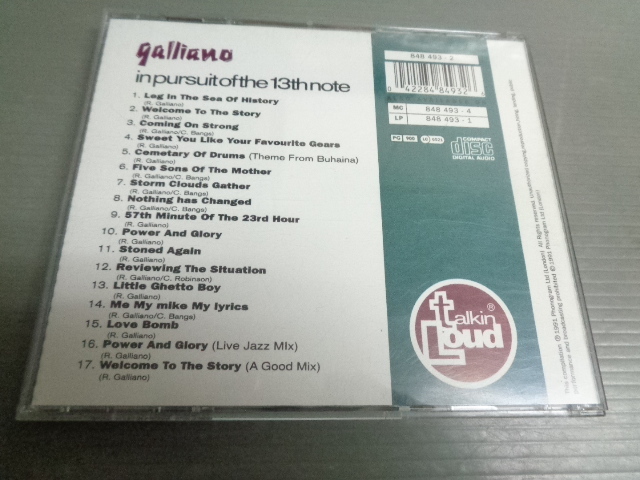 galliano
in pursuit of the 13th note
1. Leg In The Sea Of History
(R. Galliano)
2. Welcome To The Story
(R. Galliano)
3. Coming On Strong
(R. Galliano/C. Bangs)
4. Sweet You Like Your Favourite Gears
(R. Galliano/C. Bangs)
5. Cemetary Of Drums (Theme From Buhaina)
(R. Galliano)
6. Five Sons Of The Mother
(R. Galliano/C. Bangs)
7. Storm Clouds Gather
(R. Galliano/C. Bangs)
8. Nothing has Changed
(R. Galliano/C. Bangs)
9. 57th Minute Of The 23rd Hour
(R. Galliano/C. Bangs)
10. Power And Glory
(R. Galliano)
11. Stoned Again
(R. Galliano)
12. Reviewing The Situation
(R. Galliano/C. Robinson)
13. Little Ghetto Boy
(R. Galliano)
14. Me My mike My lyrics
(R. Galliano/C. Bangs)
15. Love Bomb
(R. Galliano)
16. Power And Glory (Live Jazz MIx)
(R. Galliano)
17. Welcome To The Story (A Good Mix)
(R. Galliano)
848 493 - 2
0 42284 84932 4
MC 848 493 - 4
LP 848 493 - 1
COMPACT
disc
DIGITAL AUDIO
talkin
loud
®